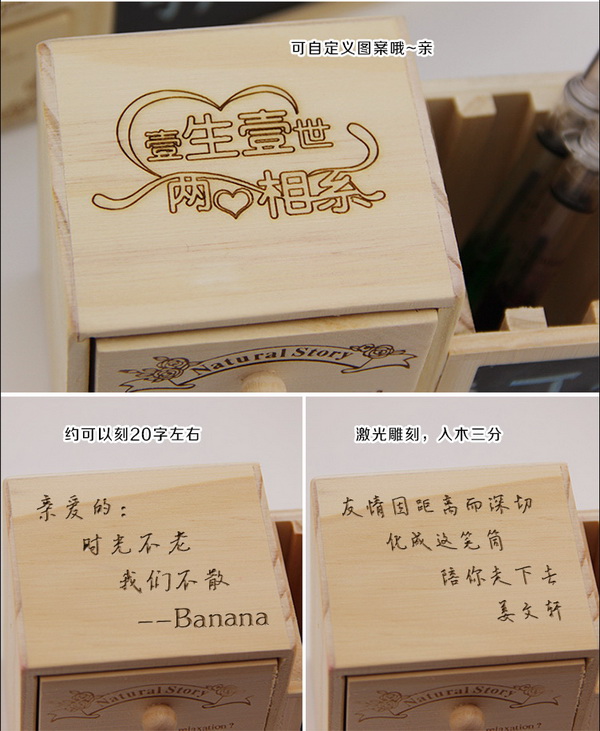 可自定义图案哦~亲
壹生壹世
两相系
Natural Story
约可以刻20字左右
亲爱的：
时光不老
我们不散
--Banana
Natural Story
relaxation?
激光雕刻，入木三分
友情因距离而深切
化成这笔筒
陪你走下去
姜文轩
Natural Story
relaxation?